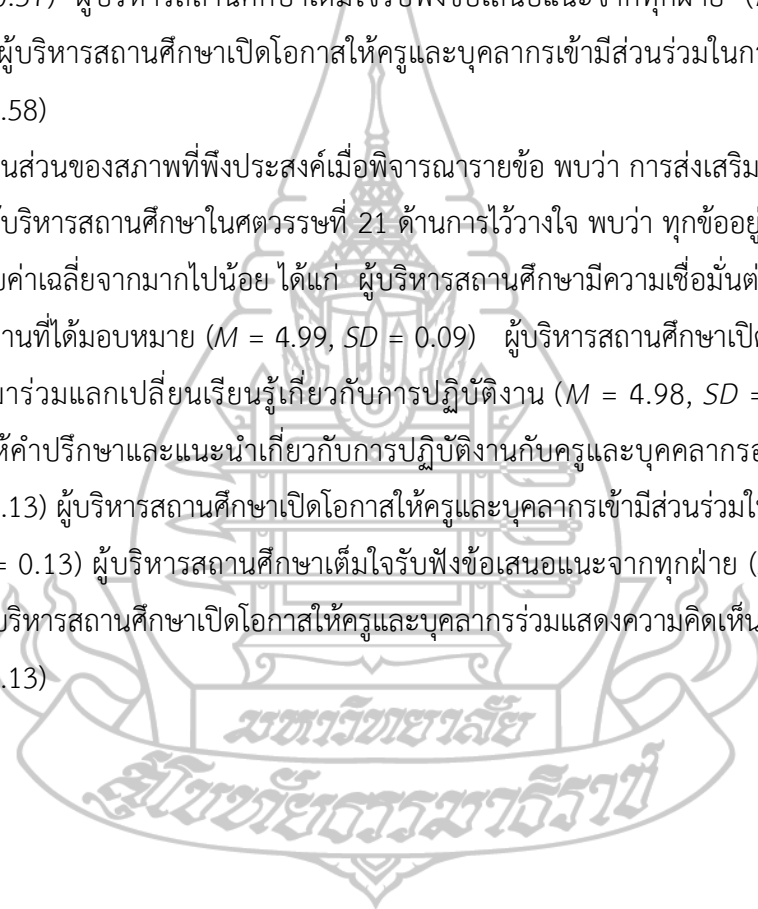 0.57) ผู้บริหารสถานศึกษาเต็มใจรับฟังข้อเสนอแนะจากทุกฝ่าย
ผู้บริหารสถานศึกษาเปิดโอกาสให้ครูและบุคลากรเข้ามีส่วนร่วมในกา
.58)
นส่วนของสภาพที่พึงประสงค์เมื่อพิจารณารายข้อ พบว่า การส่งเสริม
ับริหารสถานศึกษาในศตวรรษที่ 21 ด้านการไว้วางใจ พบว่า ทุกข้ออยู่
บค่าเฉลี่ยจากมากไปน้อย ได้แก่ ผู้บริหารสถานศึกษามีความเชื่อมั่นต่
านที่ได้มอบหมาย (M = 4.99, SD = 0.09) ผู้บริหารสถานศึกษาเปิด
มาร่วมแลกเปลี่ยนเรียนรู้เกี่ยวกับการปฏิบัติงาน (M = 4.98, SD =
ห้คำปรึกษาและแนะนำเกี่ยวกับการปฏิบัติงานกับครูและบุคคลากรอ
.13) ผู้บริหารสถานศึกษาเปิดโอกาสให้ครูและบุคลากรเข้ามีส่วนร่วมใ
= 0.13) ผู้บริหารสถานศึกษาเต็มใจรับฟังข้อเสนอแนะจากทุกฝ่าย (
บริหารสถานศึกษาเปิดโอกาสให้ครูและบุคลากรร่วมแสดงความคิดเห็น
.13)
มหาวิทยาลัย
สุโขทัยธรรมาธิราช